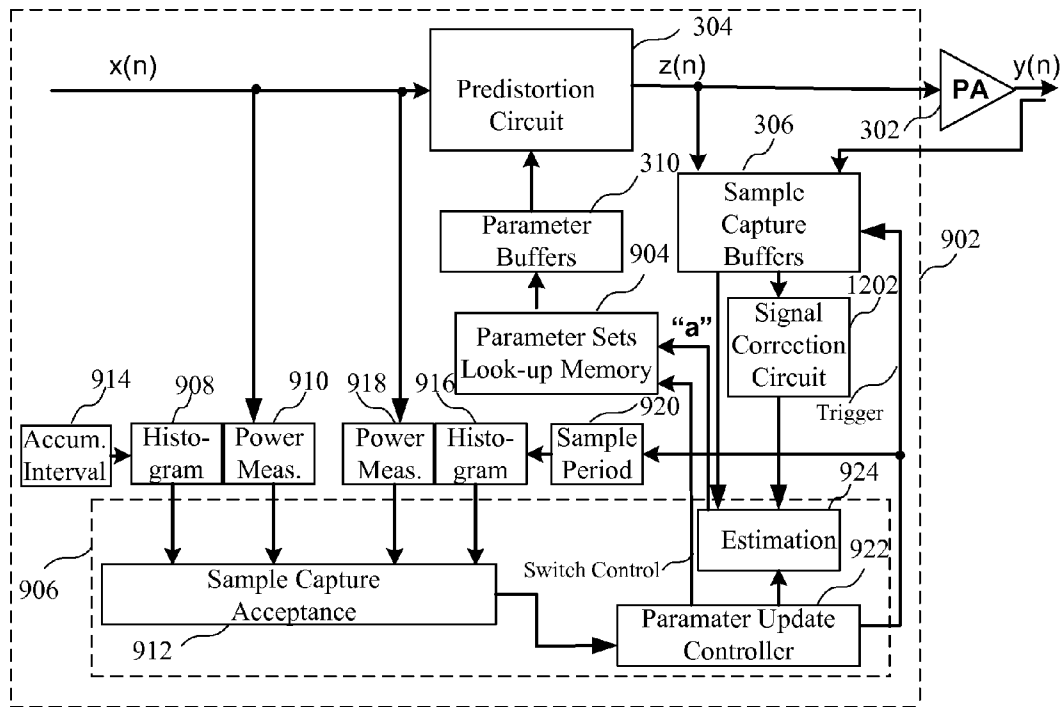 304
x(n)
z(n)
y(n)
Predistortion
Circuit
PA
302
306
310
Sample
Capture
Buffers
Parameter
Buffers
904
902
1202
"a"
Signal
Correction
Circuit
Parameter Sets
Look-up Memory
914
908
910
918
916
920
Trigger
Accum.
Interval
Histo-
gram
Power
Meas.
Power
Meas.
Histo-
gram
Sample
Period
924
Estimation
922
906
Switch Control
Sample Capture
Acceptance
912
Paramater Update
Controller